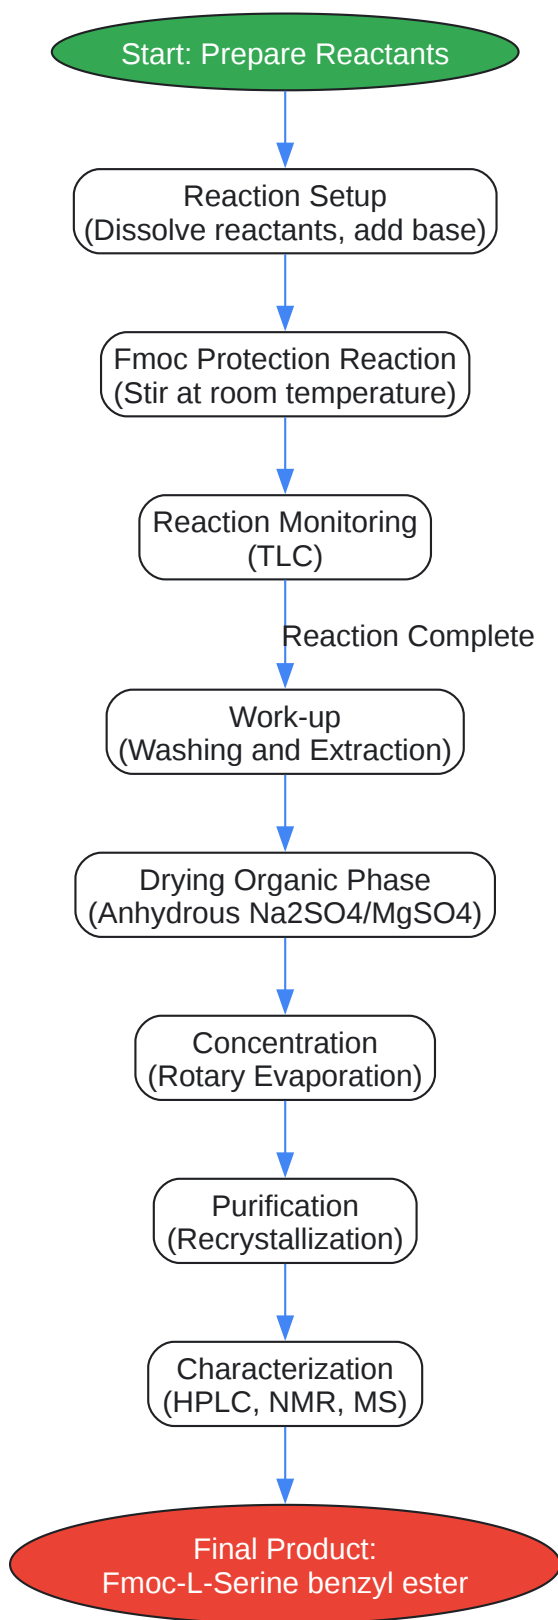 Start: Prepare Reactants
Reaction Setup
(Dissolve reactants, add base)
Fmoc Protection Reaction
(Stir at room temperature)
Reaction Monitoring
(TLC)
Reaction Complete
Work-up
(Washing and Extraction)
Drying Organic Phase
(Anhydrous Na2SO4/MgSO4)
Concentration
(Rotary Evaporation)
Purification
(Recrystallization)
Characterization
(HPLC, NMR, MS)
Final Product:
Fmoc-L-Serine benzyl ester